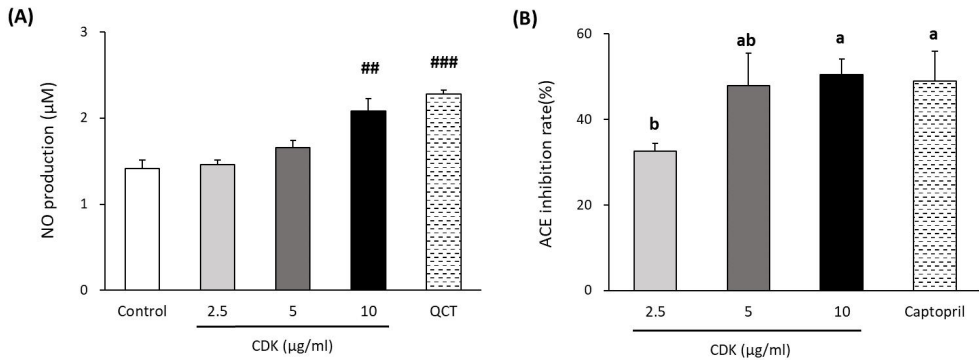 (A)
3
2
1
0
NO production (µM)
##
###
Control
2.5
5
10
QCT
CDK (µg/ml)
(B)
60
40
20
0
ACE inhibition rate(%)
b
ab
a
a
2.5
5
10
Captopril
CDK (µg/ml)